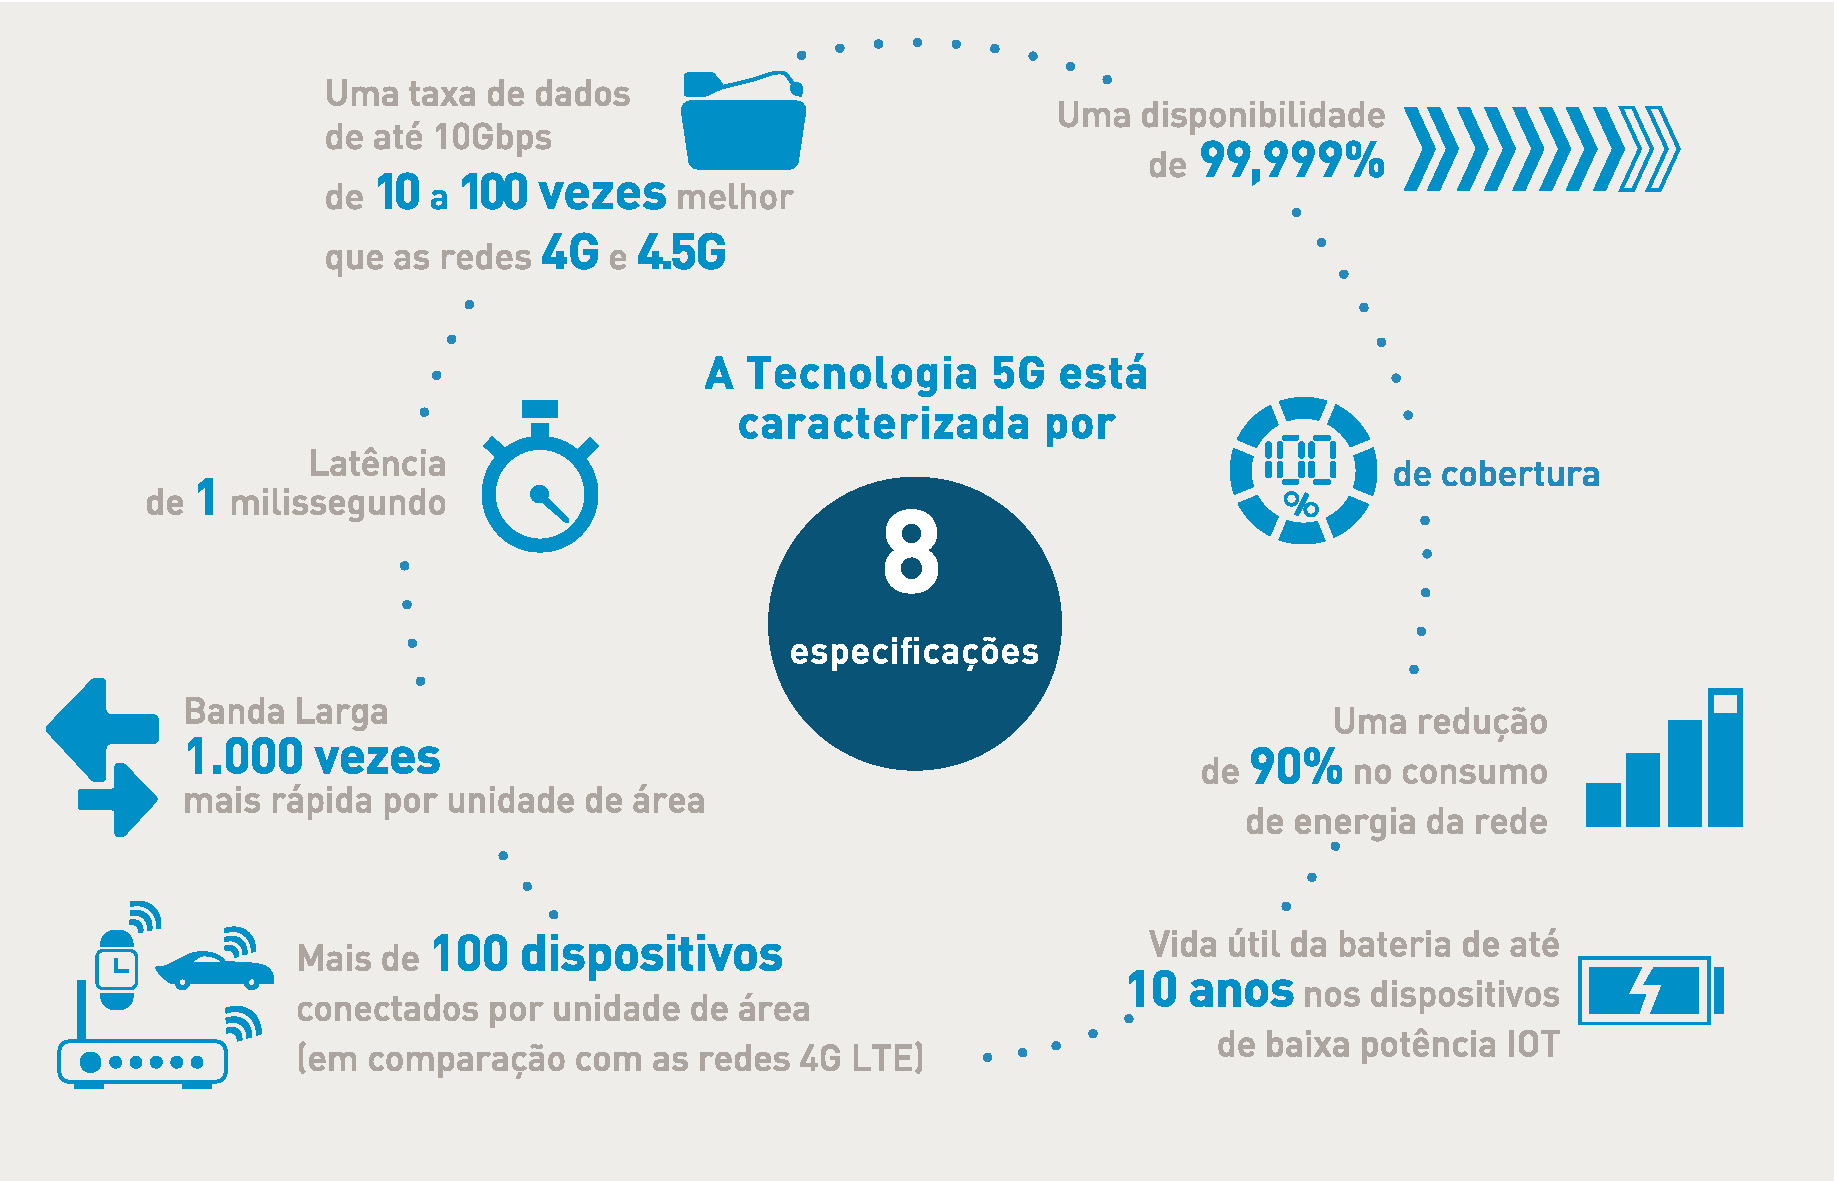 Uma taxa de dados
de até 10Gbps
de 10 a 100 vezes melhor
que as redes 4G e 4.5G
Uma disponibilidade
de 99,999%
A Tecnologia 5G está
caracterizada por
8
especificações
Latência
de 1 milissegundo
100
%
de cobertura
Banda Larga
1.000 vezes
mais rápida por unidade de área
Uma redução
de 90% no consumo
de energia da rede
Mais de 100 dispositivos
conectados por unidade de área
(em comparação com as redes 4G LTE)
Vida útil da bateria de até
10 anos nos dispositivos
de baixa potência IOT